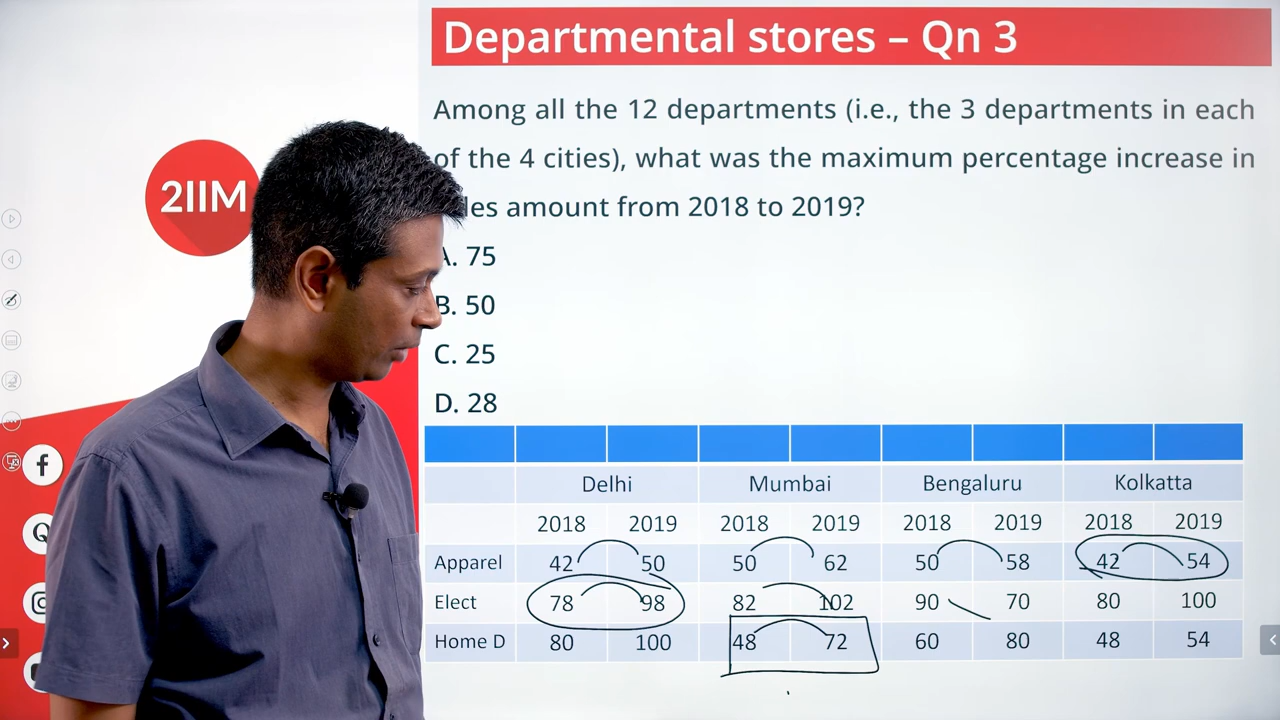 Departmental stores – Qn 3
Among all the 12 departments (i.e., the 3 departments in each
of the 4 cities), what was the maximum percentage increase in
les amount from 2018 to 2019?
2IIM
A. 75
B. 50
C. 25
D. 28
Delhi Mumbai Bengaluru Kolkatta
2018 2019 2018 2019 2018 2019 2018 2019
Apparel 42 50 50 62 50 58 42 54
Elect 78 98 82 102 90 70 80 100
Home D 80 100 48 72 60 80 48 54